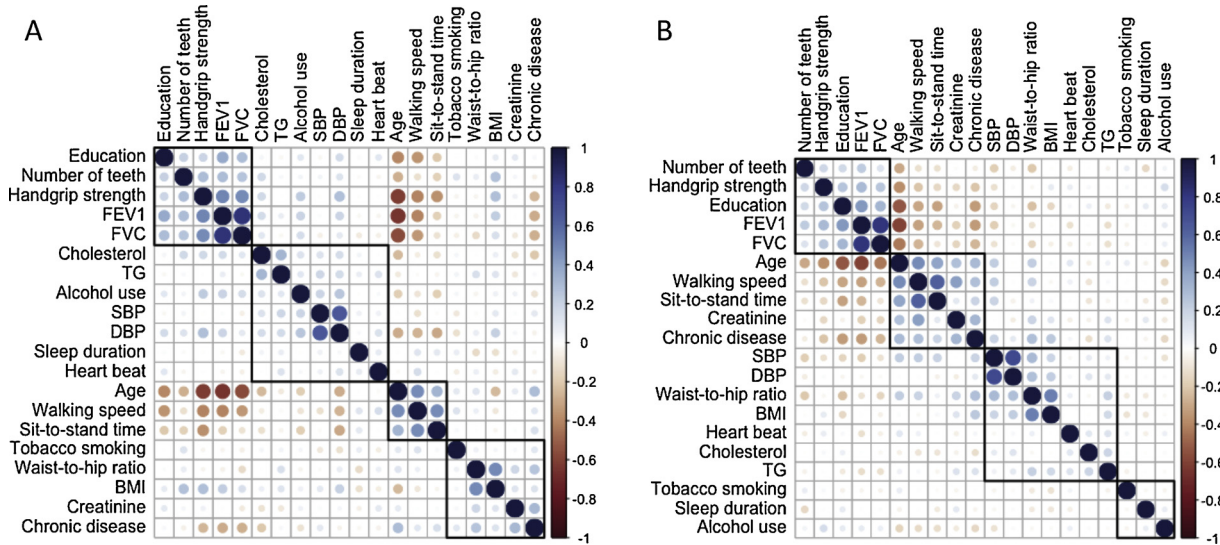 A
Education
Number of teeth
Handgrip strength
FEV1
FVC
Cholesterol
TG
Alcohol use
SBP
DBP
Sleep duration
Heart beat
Age
Walking speed
Sit-to-stand time
Tobacco smoking
Waist-to-hip ratio
BMI
Creatinine
Chronic disease
Education
Number of teeth
Handgrip strength
FEV1
FVC
Cholesterol
TG
Alcohol use
SBP
DBP
Sleep duration
Heart beat
Age
Walking speed
Sit-to-stand time
Tobacco smoking
Waist-to-hip ratio
BMI
Creatinine
Chronic disease
1
0.8
0.6
0.4
0.2
0
-0.2
-0.4
-0.6
-0.8
-1
B
Number of teeth
Handgrip strength
Education
FEV1
FVC
Age
Walking speed
Sit-to-stand time
Creatinine
Chronic disease
SBP
DBP
Waist-to-hip ratio
BMI
Heart beat
Cholesterol
TG
Tobacco smoking
Sleep duration
Alcohol use
Number of teeth
Handgrip strength
Education
FEV1
FVC
Age
Walking speed
Sit-to-stand time
Creatinine
Chronic disease
SBP
DBP
Waist-to-hip ratio
BMI
Heart beat
Cholesterol
TG
Tobacco smoking
Sleep duration
Alcohol use
1
0.8
0.6
0.4
0.2
0
-0.2
-0.4
-0.6
-0.8
-1